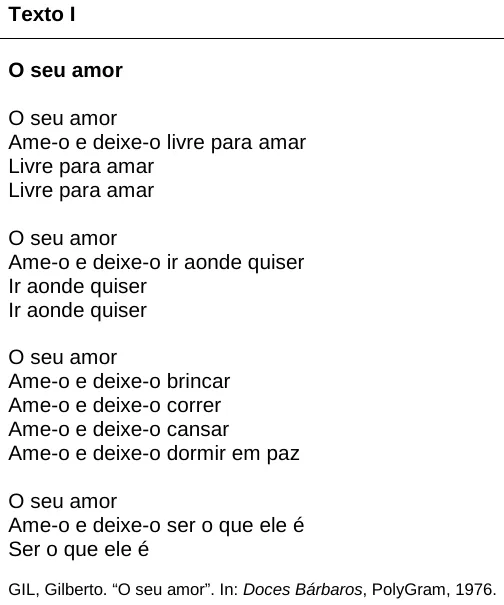 Texto I
O seu amor
O seu amor
Ame-o e deixe-o livre para amar
Livre para amar
Livre para amar
O seu amor
Ame-o e deixe-o ir aonde quiser
Ir aonde quiser
Ir aonde quiser
O seu amor
Ame-o e deixe-o brincar
Ame-o e deixe-o correr
Ame-o e deixe-o cansar
Ame-o e deixe-o dormir em paz
O seu amor
Ame-o e deixe-o ser o que ele é
Ser o que ele é
GIL, Gilberto. “O seu amor”. In: Doces Bárbaros, PolyGram, 1976.